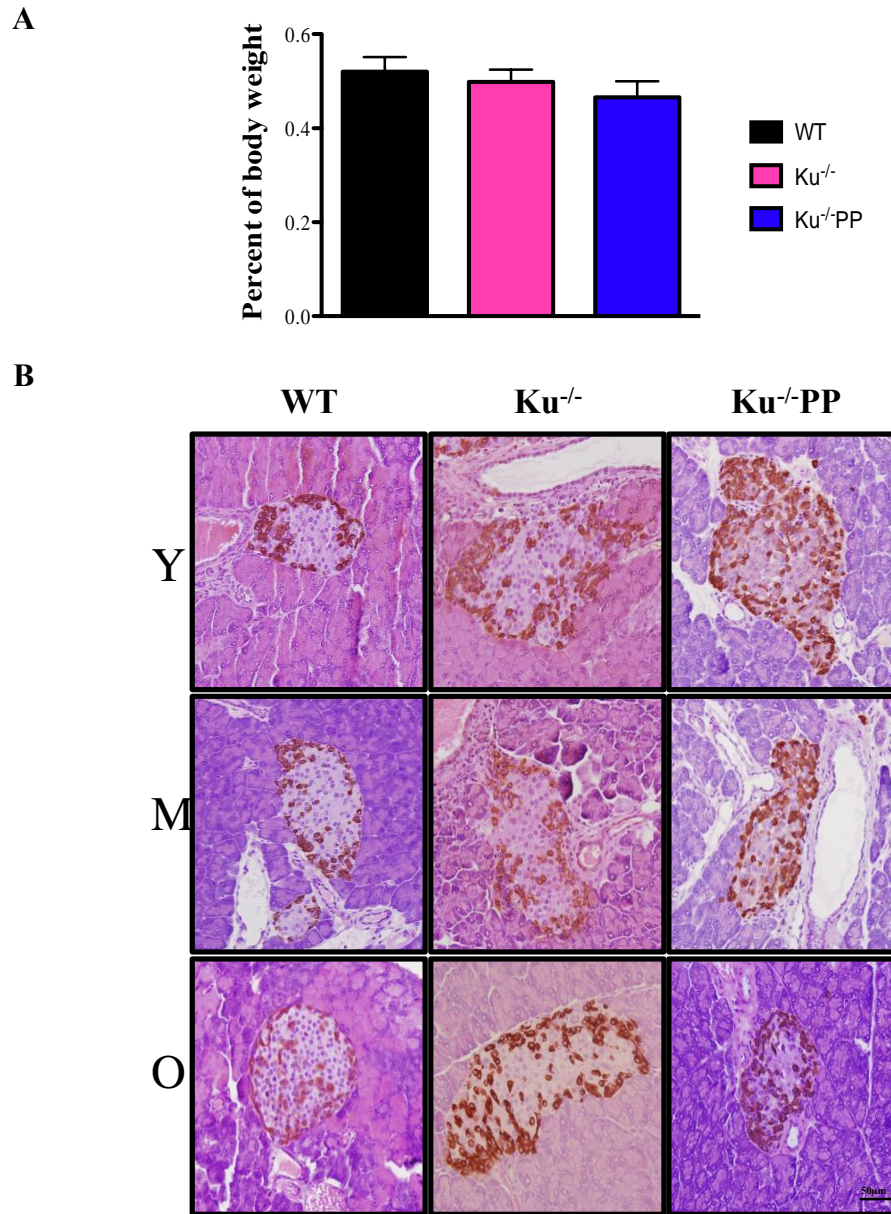 A
Percent of body weight
0.6
0.4
0.2
0.0
WT
Ku-/-
Ku-/-PP
B
WT Ku-/- Ku-/-PP
Y
M
O
50µm